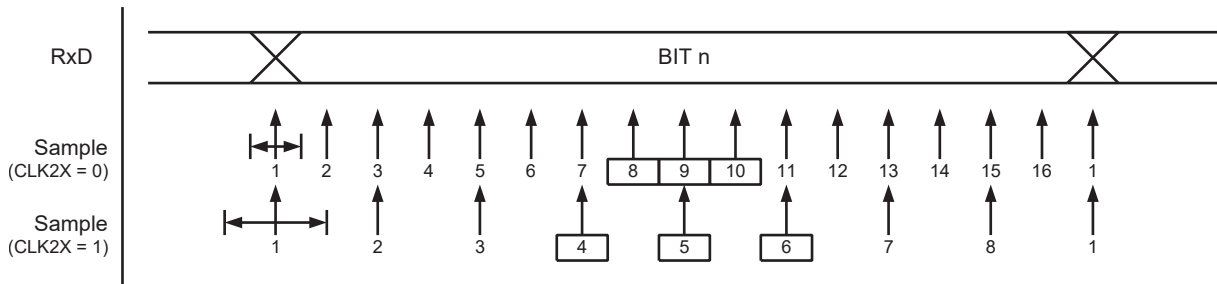 RxD BIT n
Sample
(CLK2X = 0)
1 2 3 4 5 6 7 8 9 10 11 12 13 14 15 16 1
Sample
(CLK2X = 1)
1 2 3 4 5 6 7 8 1